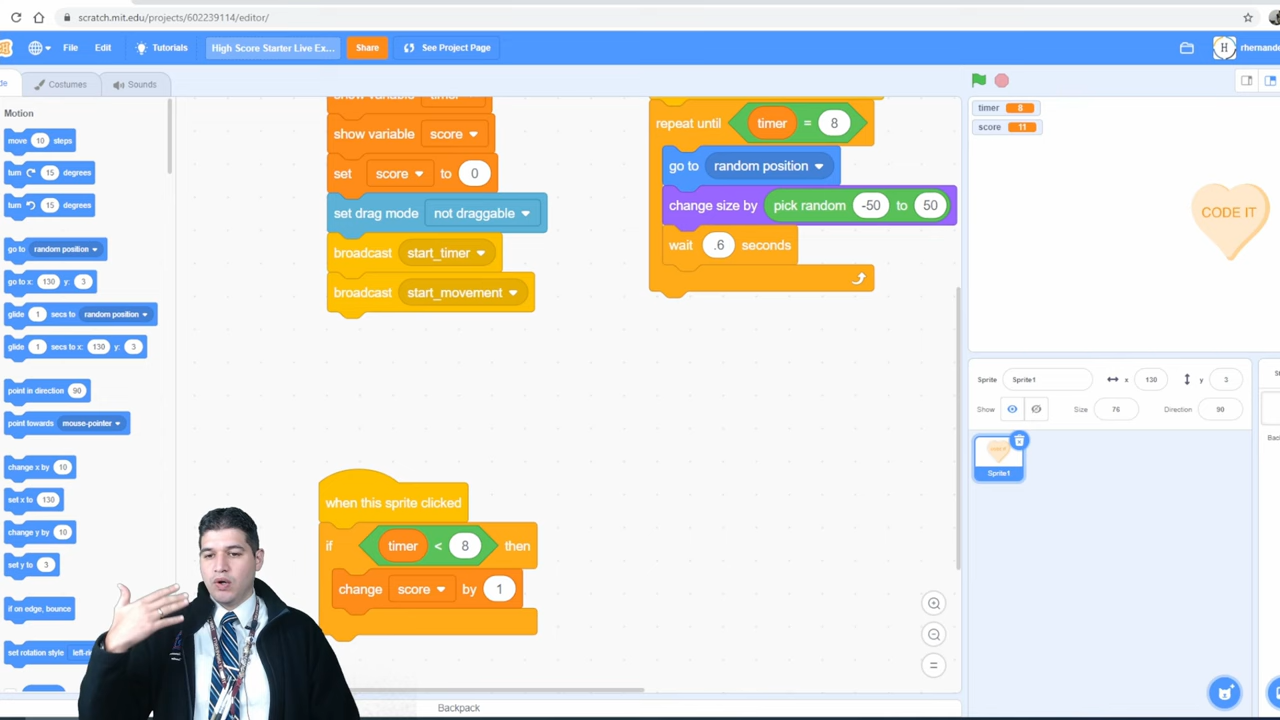 scratch.mit.edu/projects/602239114/editor/
File Edit Tutorials High Score Starter Live Ex... Share See Project Page H rhernande
Costumes Sounds
Motion
move 10 steps
turn 15 degrees
turn 15 degrees
go to random position
go to x: 130 y: 3
glide 1 secs to random position
glide 1 secs to x: 130 y: 3
point in direction 90
point towards mouse-pointer
change x by 10
set x to 130
change y by 10
set y to 3
if on edge, bounce
set rotation style
show variable timer
show variable score
set score to 0
set drag mode not draggable
broadcast start_timer
broadcast start_movement
repeat until timer = 8
go to random position
change size by pick random -50 to 50
wait .6 seconds
when this sprite clicked
if timer < 8 then
change score by 1
timer 8
score 11
CODE IT
Sprite Sprite1 x 130 y 3
Show Size 76 Direction 90
Sprite1
Backpack